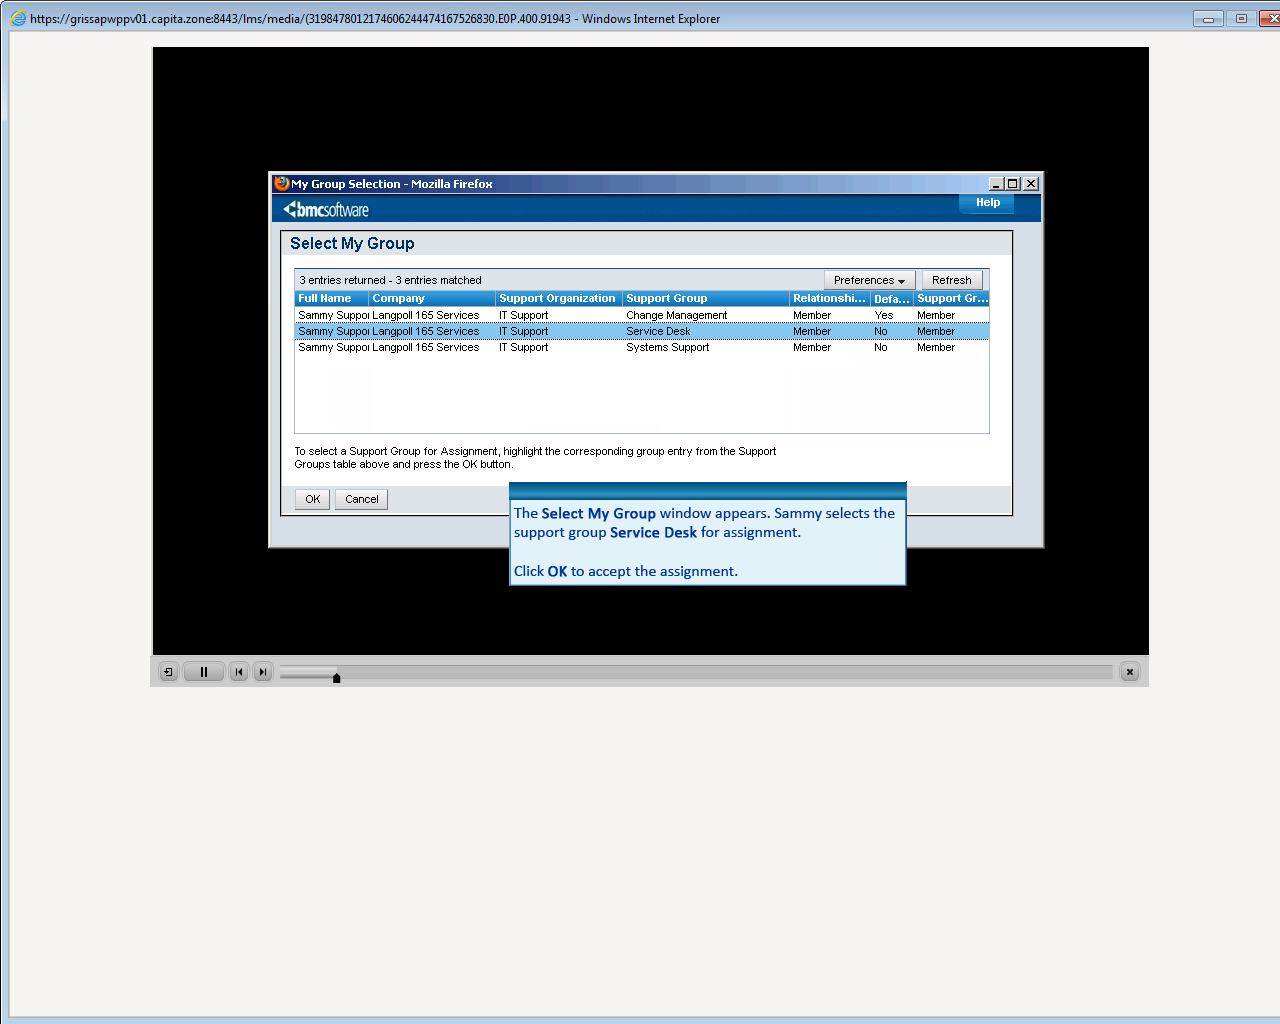 https://grissapwppv01.capita.zone:8443/lms/media/(3198478012174606244474167526830.E0P.400.91943 - Windows Internet Explorer
My Group Selection - Mozilla Firefox
bmcsoftware
Help
Select My Group
3 entries returned - 3 entries matched
Preferences
Refresh
Full Name Company Support Organization Support Group Relationshi... Defa... Support Gr...
Sammy Suppor Langpoll 165 Services IT Support Change Management Member Yes Member
Sammy Suppor Langpoll 165 Services IT Support Service Desk Member No Member
Sammy Suppor Langpoll 165 Services IT Support Systems Support Member No Member
To select a Support Group for Assignment, highlight the corresponding group entry from the Support
Groups table above and press the OK button.
OK
Cancel
The Select My Group window appears. Sammy selects the
support group Service Desk for assignment.
Click OK to accept the assignment.